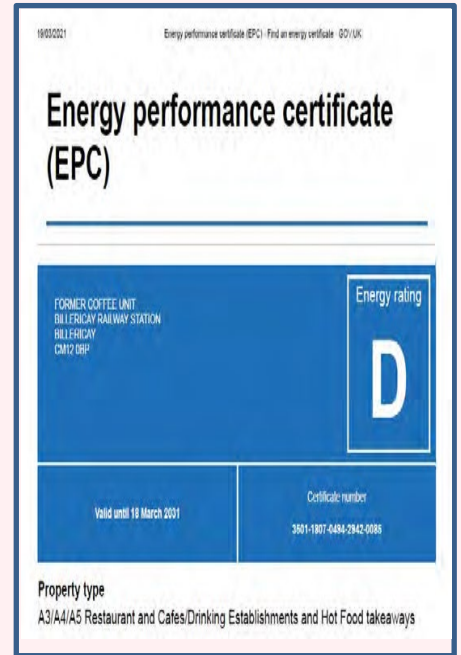 19/03/2021 Energy performance certificate (EPC) - Find an energy certificate - GOV.UK
Energy performance certificate
(EPC)
FORMER COFFEE UNIT
BILLERICAY RAILWAY STATION
BILLERICAY
CM12 0BP
Energy rating
D
Valid until 18 March 2031
Certificate number
3501-1807-0494-2942-0085
Property type
A3/A4/A5 Restaurant and Cafes/Drinking Establishments and Hot Food takeaways